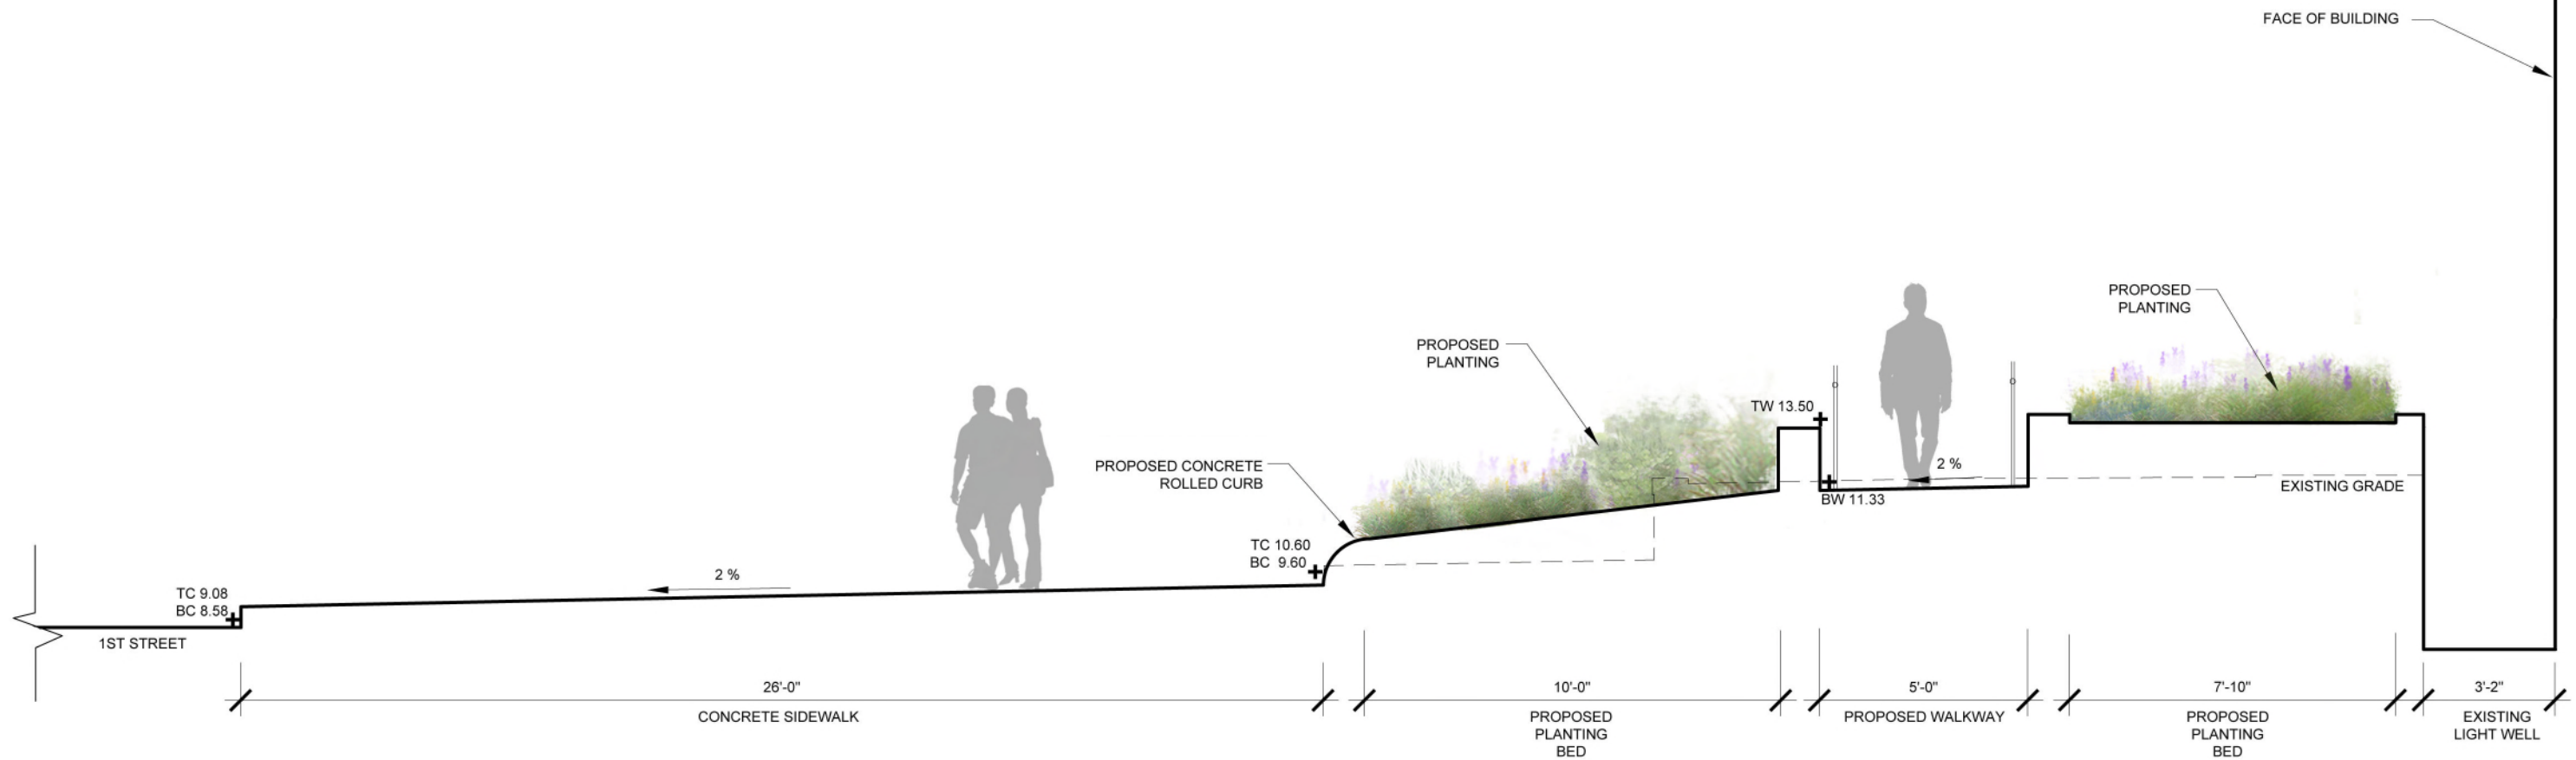 FACE OF BUILDING
PROPOSED
PLANTING
PROPOSED
PLANTING
TW 13.50
PROPOSED CONCRETE
ROLLED CURB
2 %
EXISTING GRADE
BW 11.33
TC 10.60
BC 9.60
2 %
TC 9.08
BC 8.58
1ST STREET
26'-0"
CONCRETE SIDEWALK
10'-0"
PROPOSED
PLANTING
BED
5'-0"
PROPOSED WALKWAY
7'-10"
PROPOSED
PLANTING
BED
3'-2"
EXISTING
LIGHT WELL